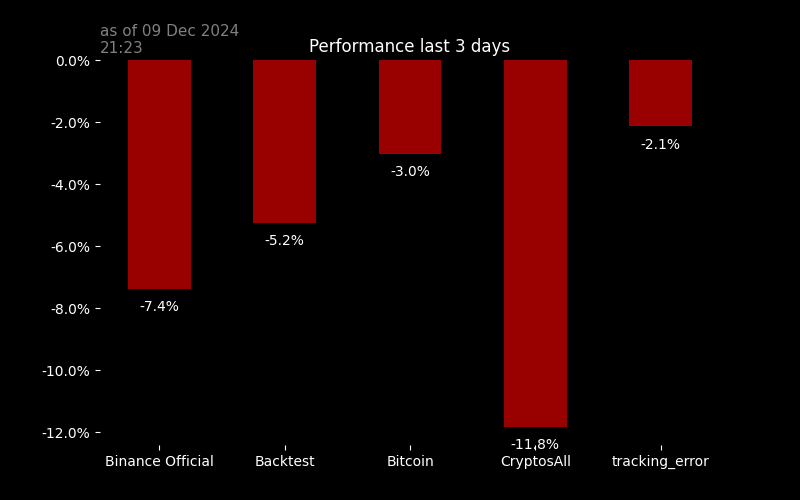 as of 09 Dec 2024
21:23
Performance last 3 days
0.0%
-2.0%
-4.0%
-6.0%
-8.0%
-10.0%
-12.0%
-7.4%
-5.2%
-3.0%
-11.8%
-2.1%
Binance Official
Backtest
Bitcoin
CryptosAll
tracking_error